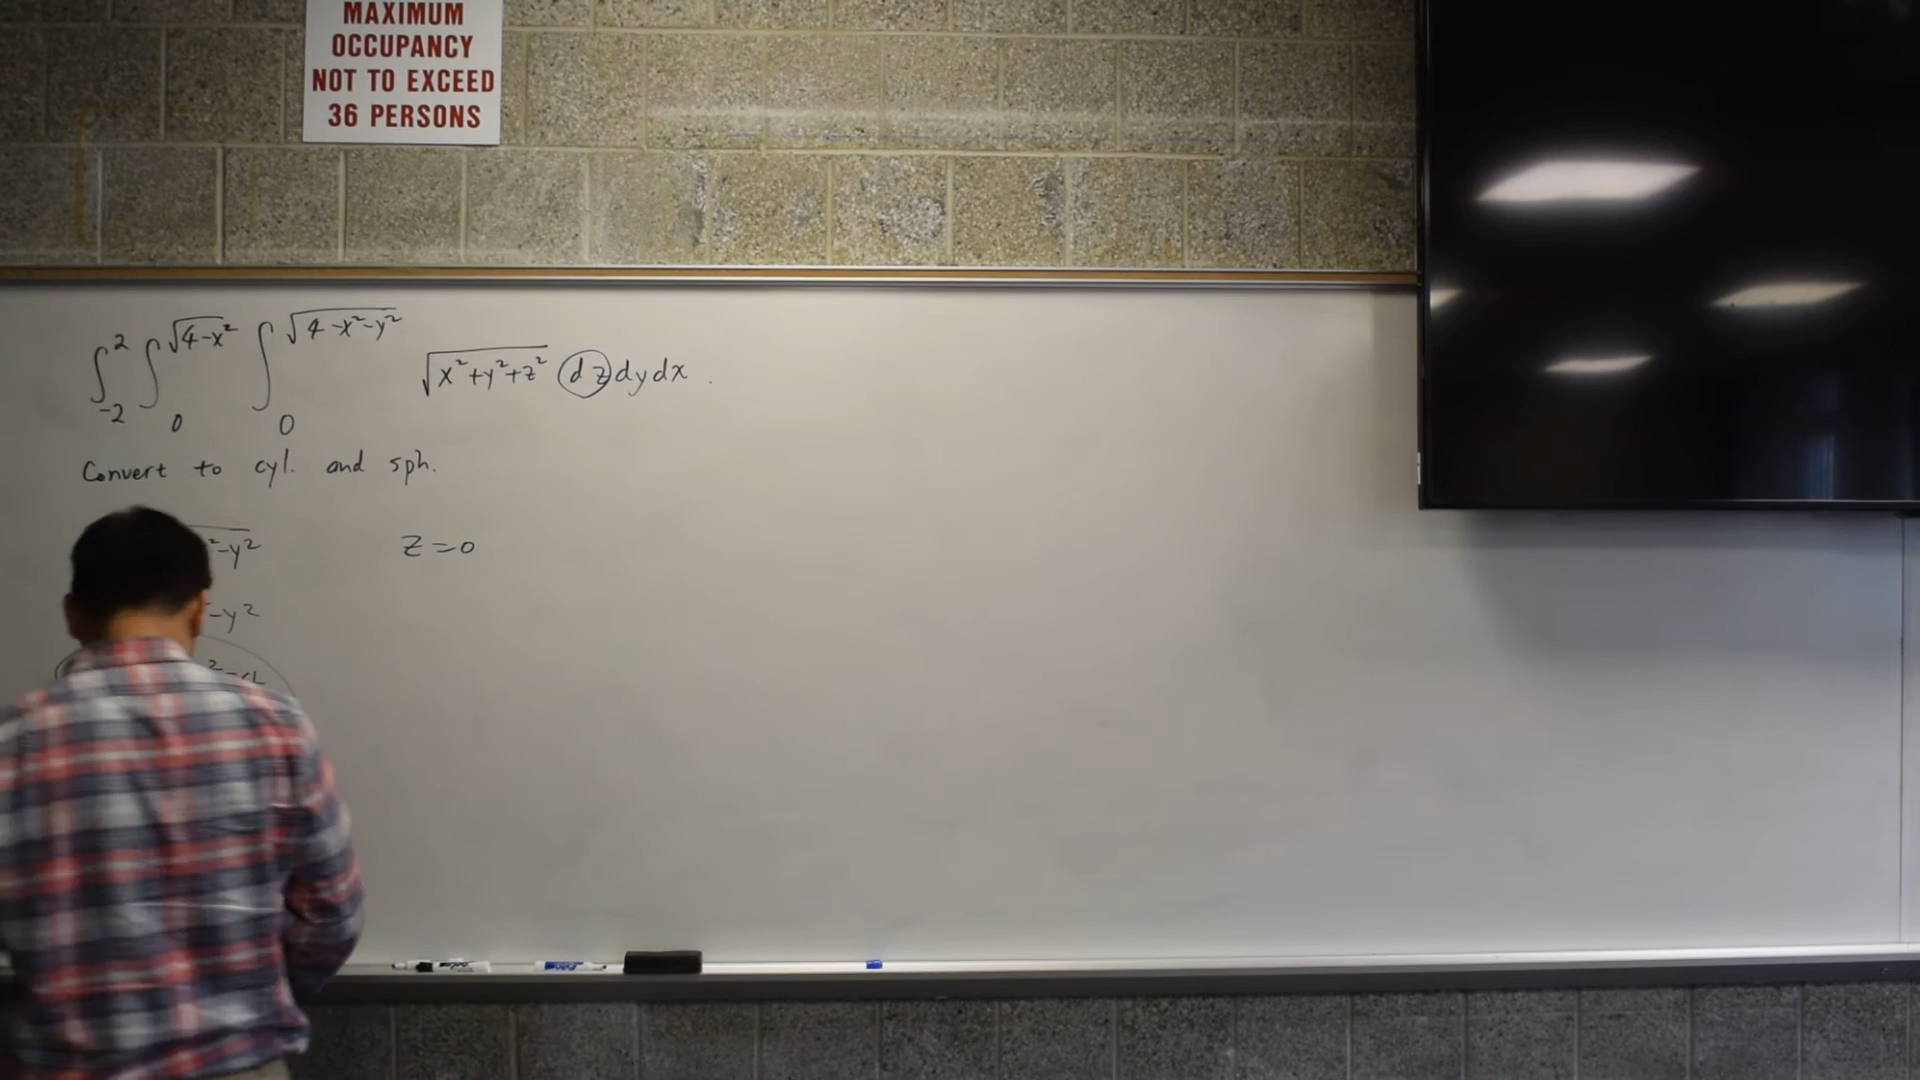 MAXIMUM
OCCUPANCY
NOT TO EXCEED
36 PERSONS
∫₋₂² ∫₀^√(4-x²) ∫₀^√(4-x²-y²) √(x²+y²+z²) dz dy dx .
Convert to cyl. and sph.
²-y² z=0
-y²